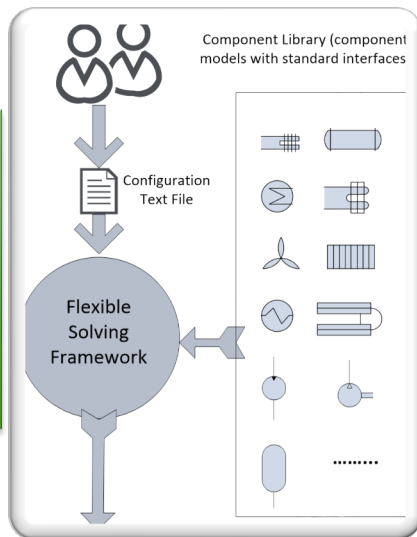 Component Library (component
models with standard interfaces
Configuration
Text File
Flexible
Solving
Framework
.........